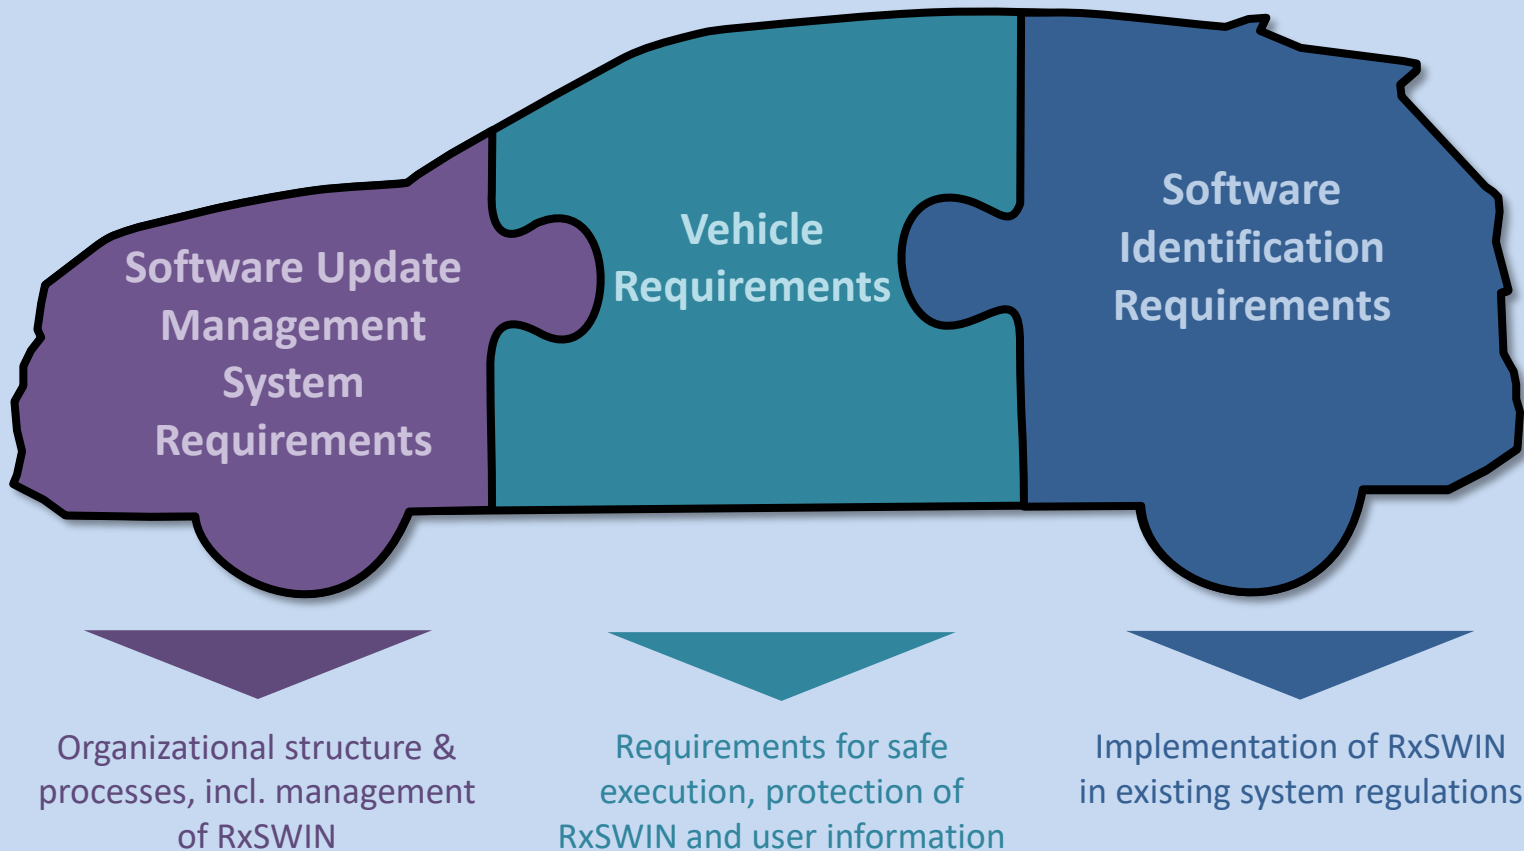 Software Update
Management
System
Requirements
Vehicle
Requirements
Software
Identification
Requirements
Organizational structure &
processes, incl. management
of RxSWIN
Requirements for safe
execution, protection of
RxSWIN and user information
Implementation of RxSWIN
in existing system regulations